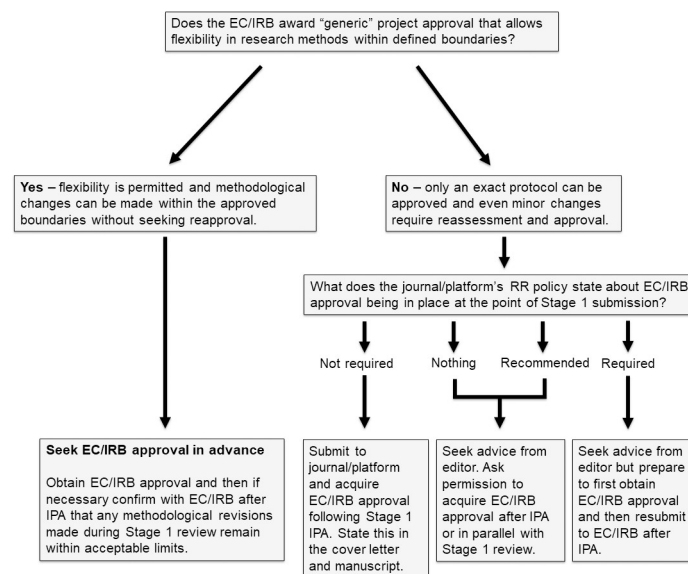 Does the EC/IRB award “generic” project approval that allows
flexibility in research methods within defined boundaries?
Yes – flexibility is permitted and methodological
changes can be made within the approved
boundaries without seeking reapproval.
No – only an exact protocol can be
approved and even minor changes
require reassessment and approval.
What does the journal/platform’s RR policy state about EC/IRB
approval being in place at the point of Stage 1 submission?
Not required
Nothing
Recommended
Required
Seek EC/IRB approval in advance
Obtain EC/IRB approval and then if
necessary confirm with EC/IRB after
IPA that any methodological revisions
made during Stage 1 review remain
within acceptable limits.
Submit to
journal/platform
and acquire
EC/IRB approval
following Stage 1
IPA. State this in
the cover letter
and manuscript.
Seek advice from
editor. Ask
permission to
acquire EC/IRB
approval after IPA
or in parallel with
Stage 1 review.
Seek advice from
editor but prepare
to first obtain
EC/IRB approval
and then resubmit
to EC/IRB after
IPA.